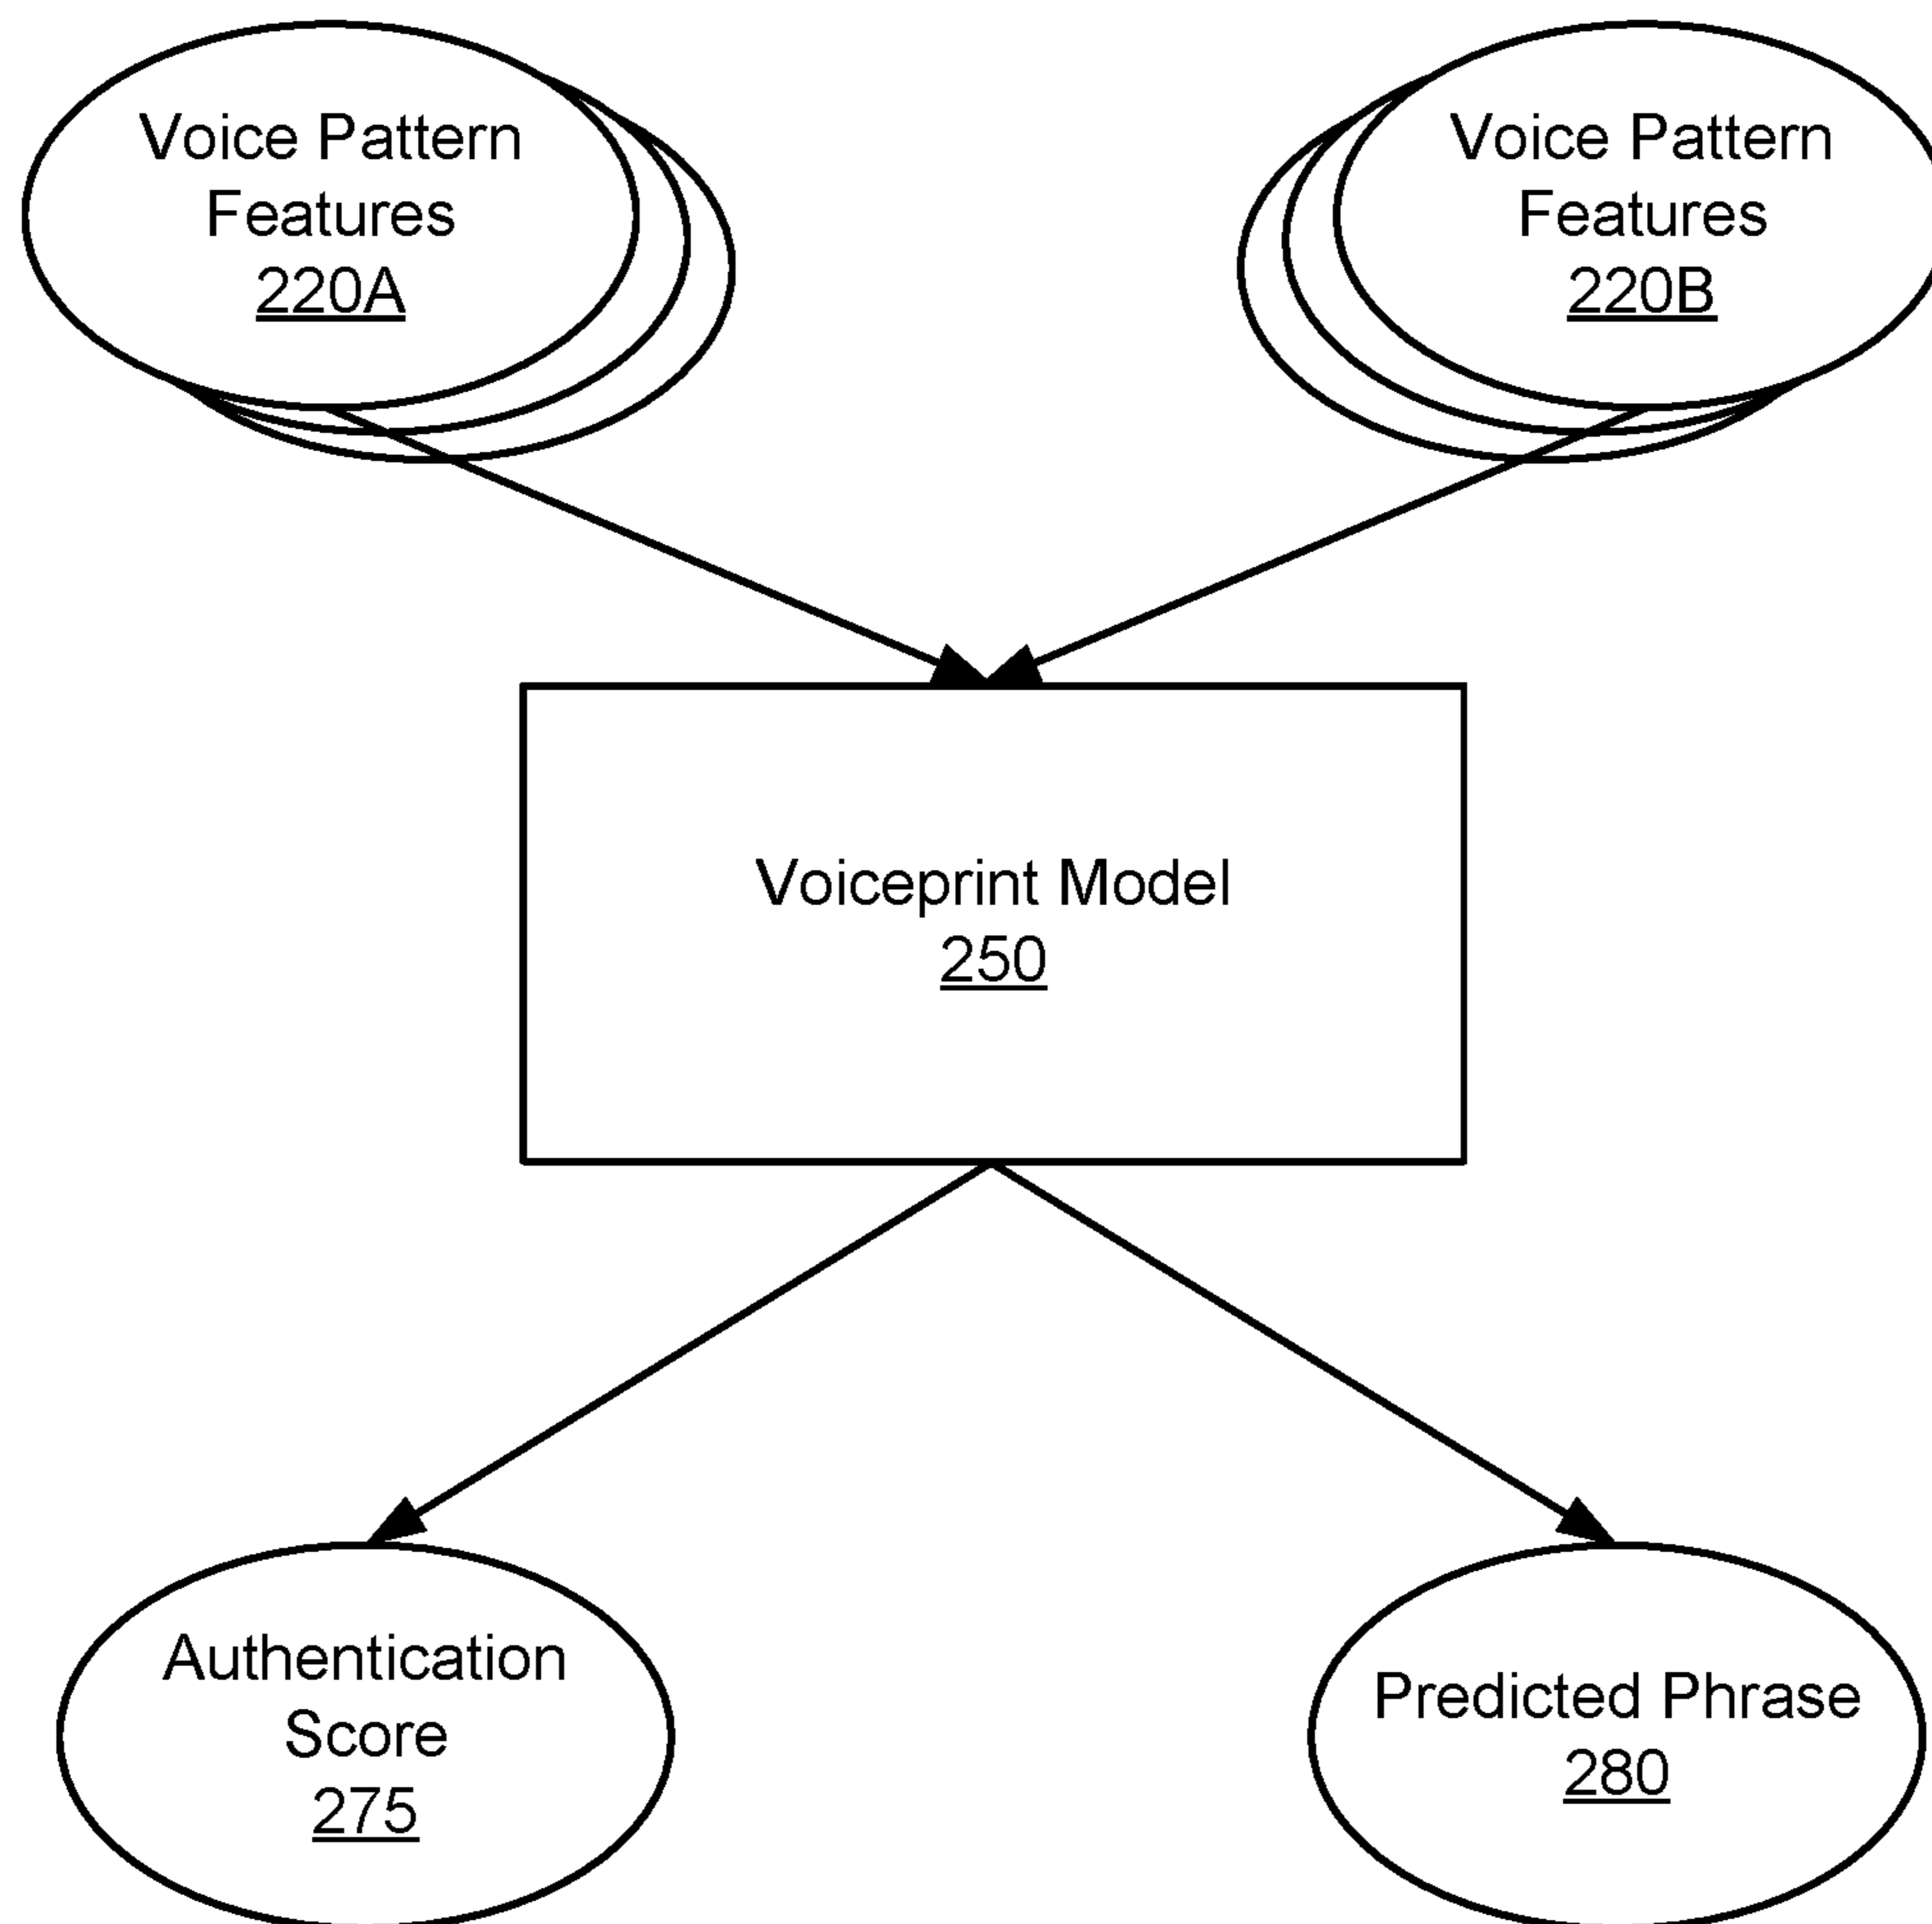 Voice Pattern
Features
220A
Voice Pattern
Features
220B
Voiceprint Model
250
Authentication
Score
275
Predicted Phrase
280